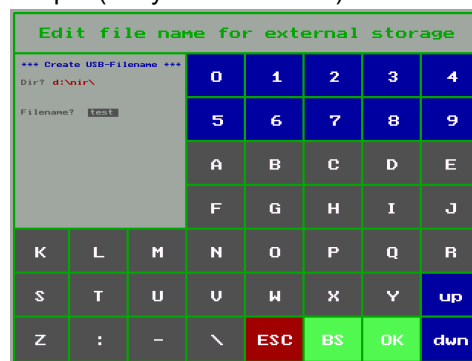 Edit file name for external storage
*** Create USB-Filename ***
Dir? d:\nir\
Filename? test
0 1 2 3 4
5 6 7 8 9
A B C D E
F G H I J
K L M N O P Q R
S T U V W X Y up
Z : - \ ESC BS OK dwn